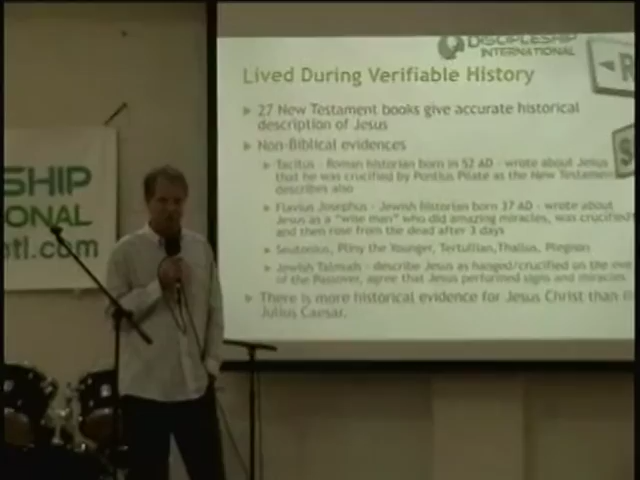 DISCIPLESHIP
INTERNATIONAL
Lived During Verifiable History
27 New Testament books give accurate historical
description of Jesus
Non-Biblical evidences
Tacitus - Roman historian born in 52 AD - wrote about Jesus
that he was crucified by Pontius Pilate as the New Testament
describes also
Flavius Josephus - Jewish historian born 37 AD - wrote about
Jesus as a "wise man" who did amazing miracles, was crucified
and then rose from the dead after 3 days
Seutonius, Pliny the Younger, Tertullian, Thallus, Plegnon
Jewish Talmuds - describe Jesus as hanged/crucified on the eve
of the Passover, agree that Jesus performed signs and miracles
There is more historical evidence for Jesus Christ than
Julius Caesar.
R
S
SHIP
ONAL
ntl.com